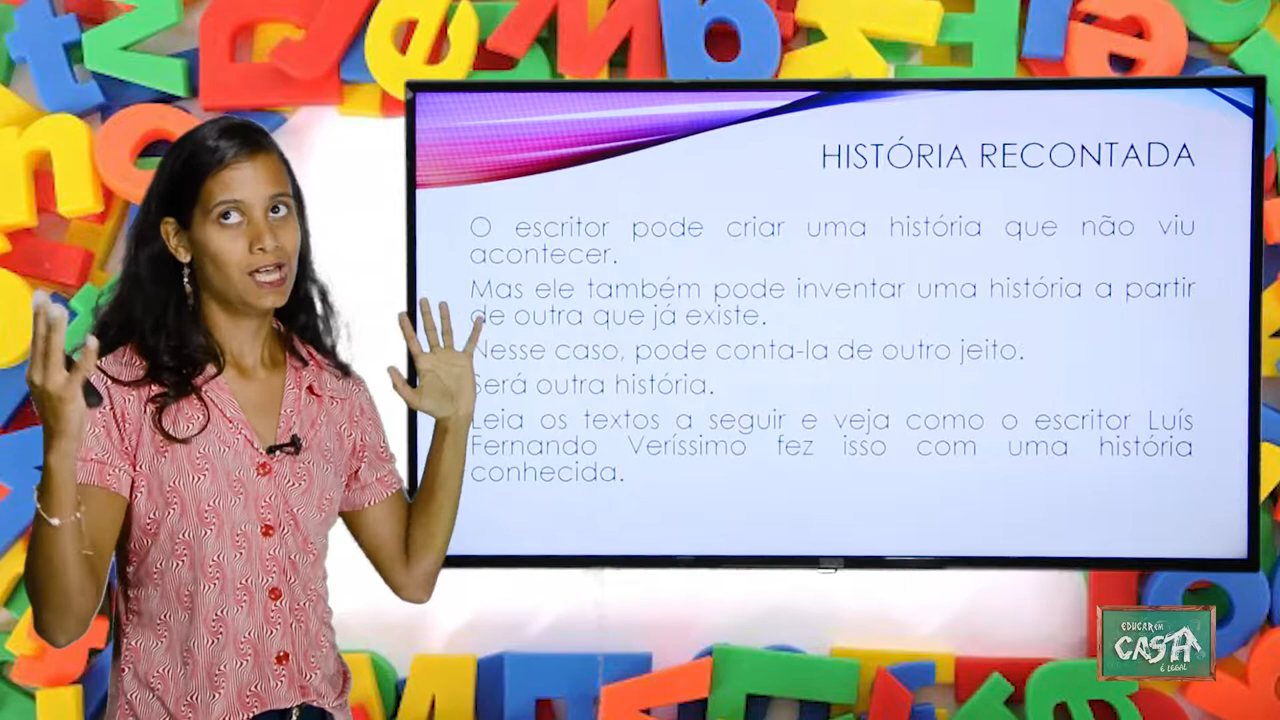 HISTÓRIA RECONTADA
O escritor pode criar uma história que não viu
acontecer.
Mas ele também pode inventar uma história a partir
de outra que já existe.
Nesse caso, pode conta-la de outro jeito.
Será outra história.
Leia os textos a seguir e veja como o escritor Luís
Fernando Veríssimo fez isso com uma história
conhecida.
EDUCAR EM
CASA
É LEGAL